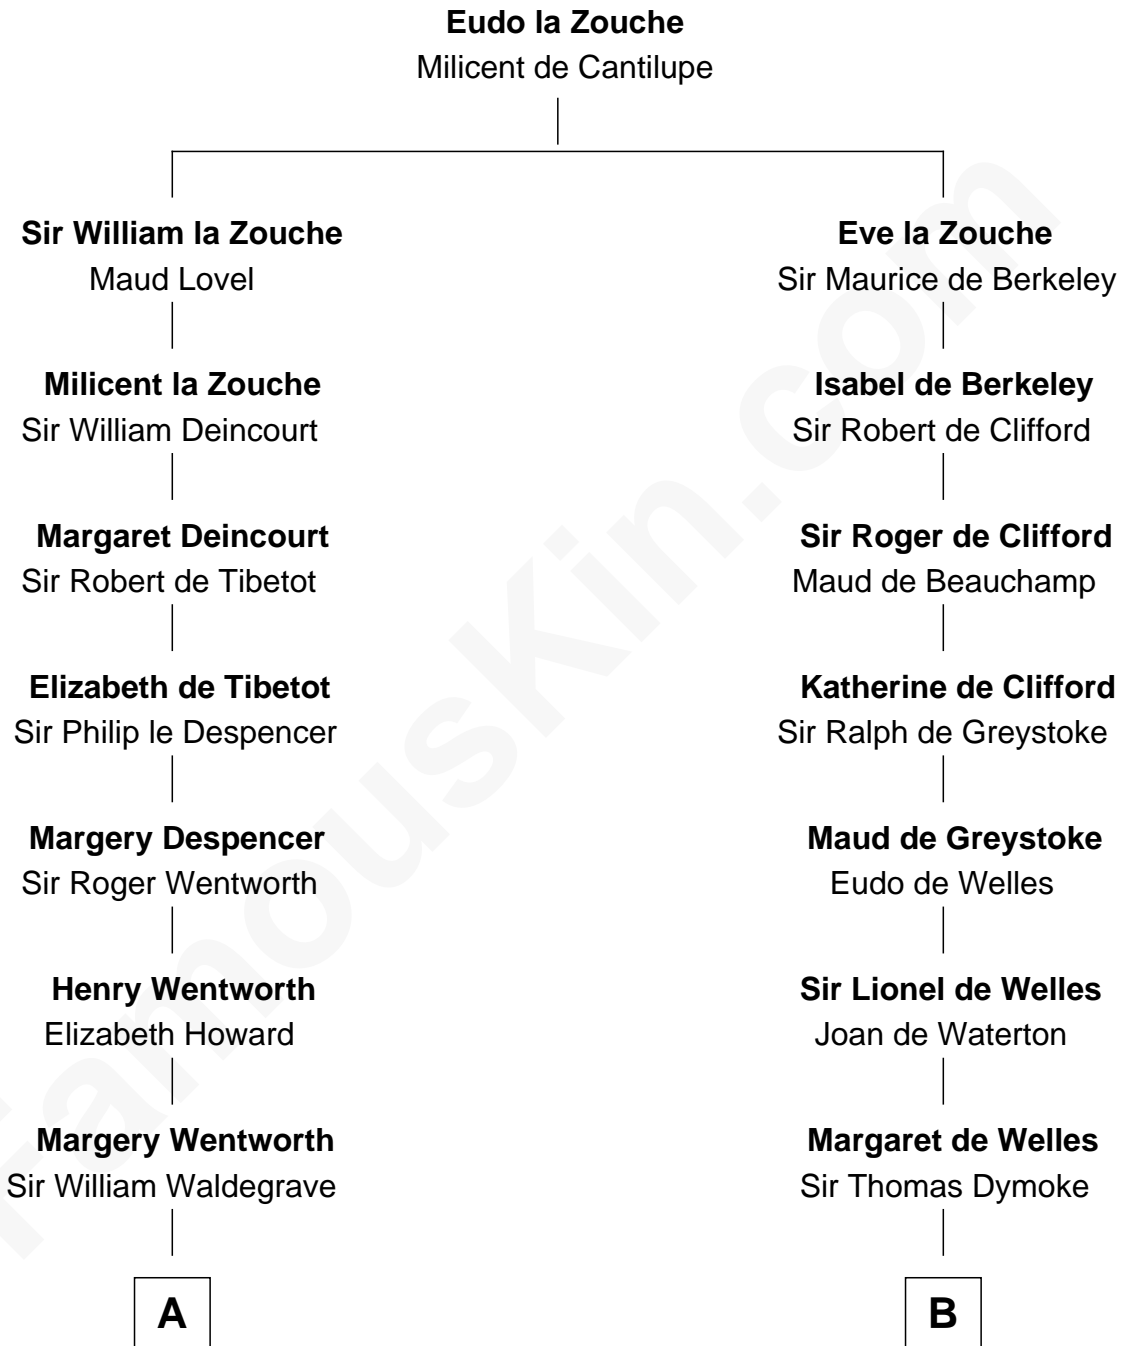 Eudo la Zouche
Milicent de Cantilupe
Sir William la Zouche
Maud Lovel
Eve la Zouche
Sir Maurice de Berkeley
Milicent la Zouche
Sir William Deincourt
Isabel de Berkeley
Sir Robert de Clifford
Margaret Deincourt
Sir Robert de Tibetot
Sir Roger de Clifford
Maud de Beauchamp
Elizabeth de Tibetot
Sir Philip le Despencer
Katherine de Clifford
Sir Ralph de Greystoke
Margery Despencer
Sir Roger Wentworth
Maud de Greystoke
Eudo de Welles
Henry Wentworth
Elizabeth Howard
Sir Lionel de Welles
Joan de Waterton
Margery Wentworth
Sir William Waldegrave
Margaret de Welles
Sir Thomas Dymoke
A
B
FamousKin.com